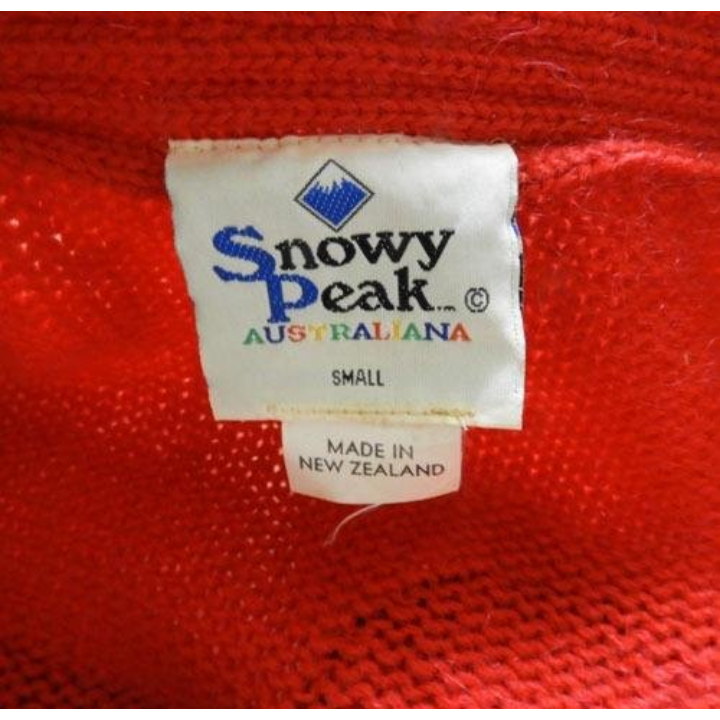 Snowy
Peak™ ©
AUSTRALIANA
SMALL
MADE IN
NEW ZEALAND